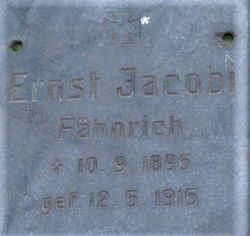 Ernst Jacobi
Fähnrich
* 10. 9. 1895
gef. 12. 5. 1915